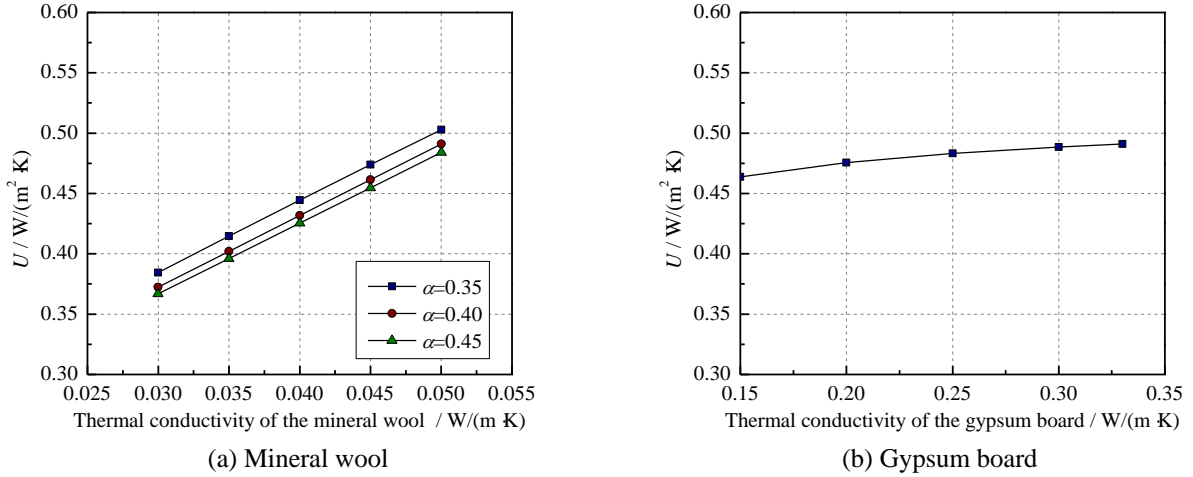 0.60
0.55
0.50
0.45
0.40
0.35
0.30
U / W/(m² K)
α=0.35
α=0.40
α=0.45
0.025 0.030 0.035 0.040 0.045 0.050 0.055
Thermal conductivity of the mineral wool / W/(m K)
(a) Mineral wool
0.60
0.55
0.50
0.45
0.40
0.35
0.30
U / W/(m² K)
0.15 0.20 0.25 0.30 0.35
Thermal conductivity of the gypsum board / W/(m K)
(b) Gypsum board